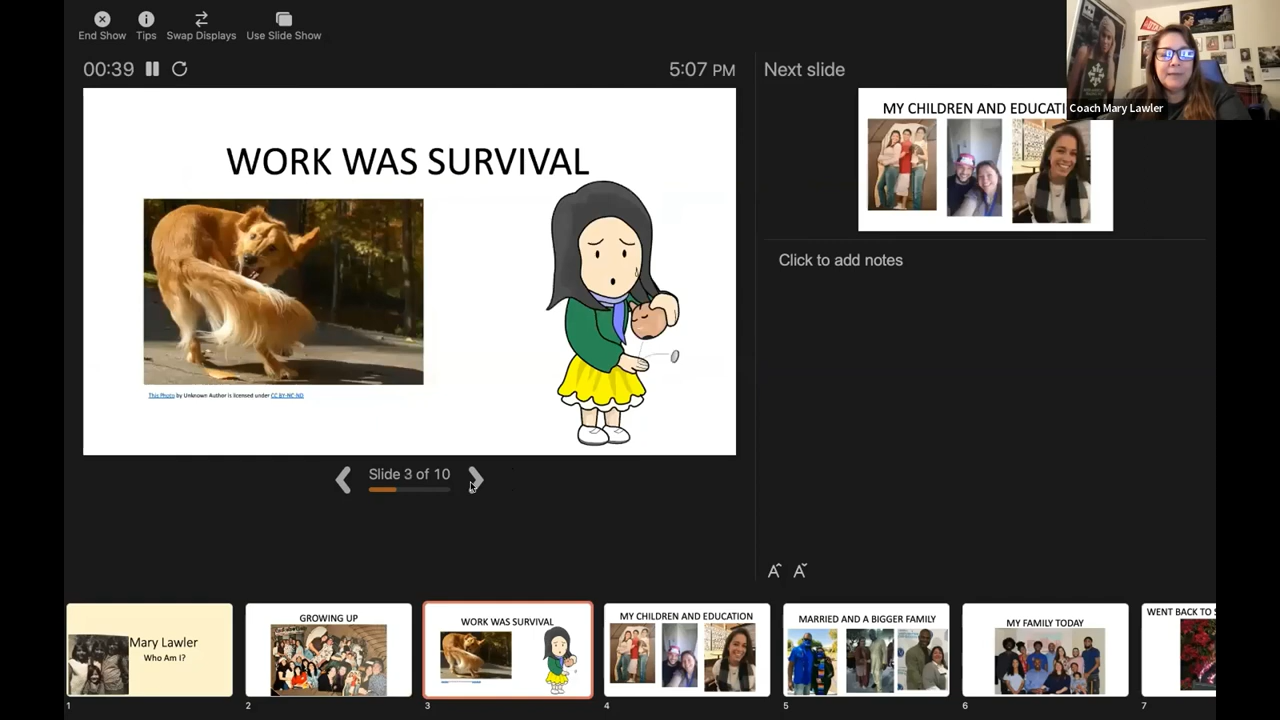 End Show
Tips
Swap Displays
Use Slide Show
00:39
5:07 PM
Next slide
Coach Mary Lawler
WORK WAS SURVIVAL
This Photo by Unknown Author is licensed under CC BY-NC-ND
MY CHILDREN AND EDUCATI
Click to add notes
Slide 3 of 10
Mary Lawler
Who Am I?
GROWING UP
WORK WAS SURVIVAL
MY CHILDREN AND EDUCATION
MARRIED AND A BIGGER FAMILY
MY FAMILY TODAY
WENT BACK TO S
1
2
3
4
5
6
7